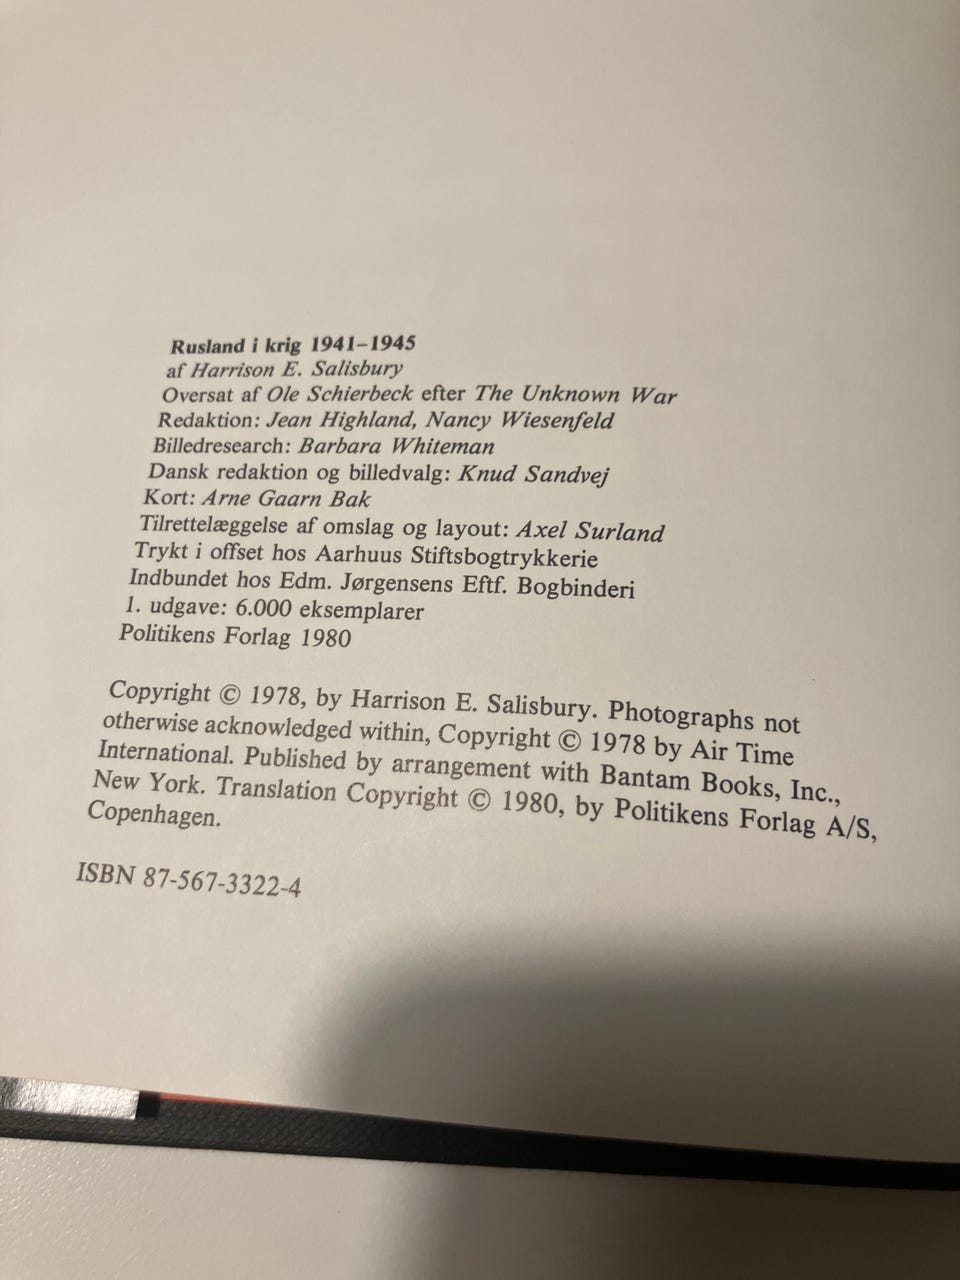 Rusland i krig 1941–1945
af Harrison E. Salisbury
Oversat af Ole Schierbeck efter The Unknown War
Redaktion: Jean Highland, Nancy Wiesenfeld
Billedresearch: Barbara Whiteman
Dansk redaktion og billedvalg: Knud Sandvej
Kort: Arne Gaarn Bak
Tilrettelæggelse af omslag og layout: Axel Surland
Trykt i offset hos Aarhuus Stiftsbogtrykkerie
Indbundet hos Edm. Jørgensens Eftf. Bogbinderi
1. udgave: 6.000 eksemplarer
Politikens Forlag 1980
Copyright © 1978, by Harrison E. Salisbury. Photographs not
otherwise acknowledged within, Copyright © 1978 by Air Time
International. Published by arrangement with Bantam Books, Inc.,
New York. Translation Copyright © 1980, by Politikens Forlag A/S,
Copenhagen.
ISBN 87-567-3322-4